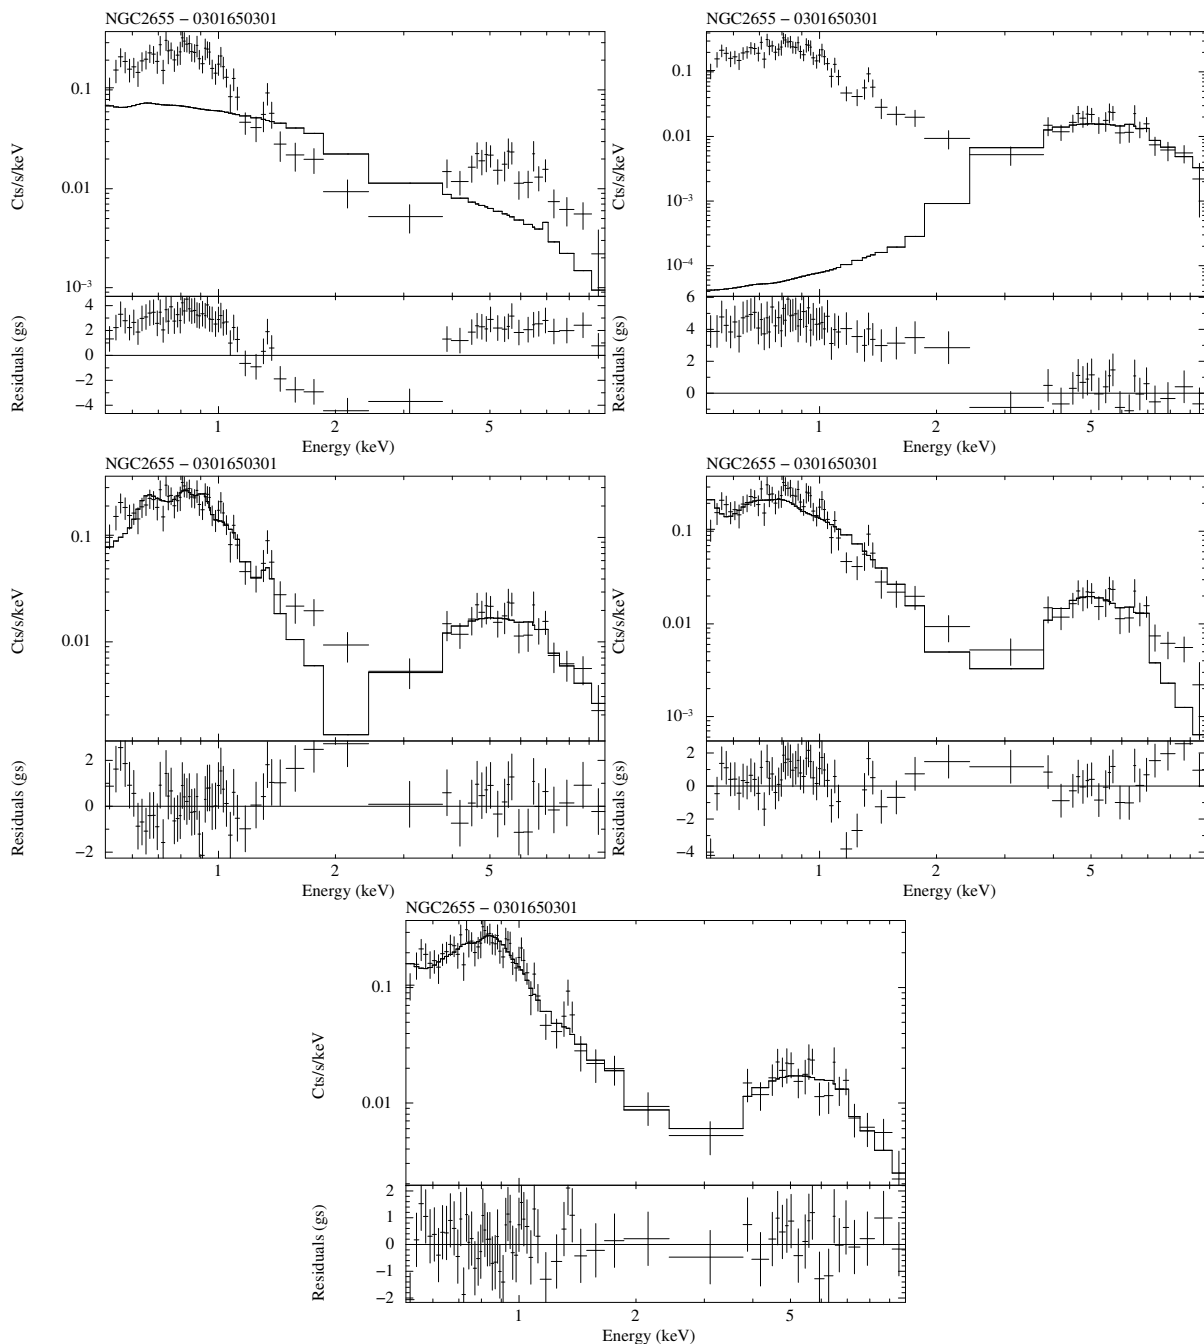 NGC2655 – 0301650301
Cts/s/keV
0.1
0.01
10⁻³
Residuals (gs)
4
2
0
−2
−4
1
2
5
Energy (keV)
NGC2655 – 0301650301
Cts/s/keV
0.1
0.01
10⁻³
10⁻⁴
Residuals (gs)
6
4
2
0
1
2
5
Energy (keV)
NGC2655 – 0301650301
Cts/s/keV
0.1
0.01
Residuals (gs)
2
0
−2
1
2
5
Energy (keV)
NGC2655 – 0301650301
Cts/s/keV
0.1
0.01
10⁻³
Residuals (gs)
2
0
−2
−4
1
2
5
Energy (keV)
NGC2655 – 0301650301
Cts/s/keV
0.1
0.01
Residuals (gs)
2
1
0
−1
−2
1
2
5
Energy (keV)